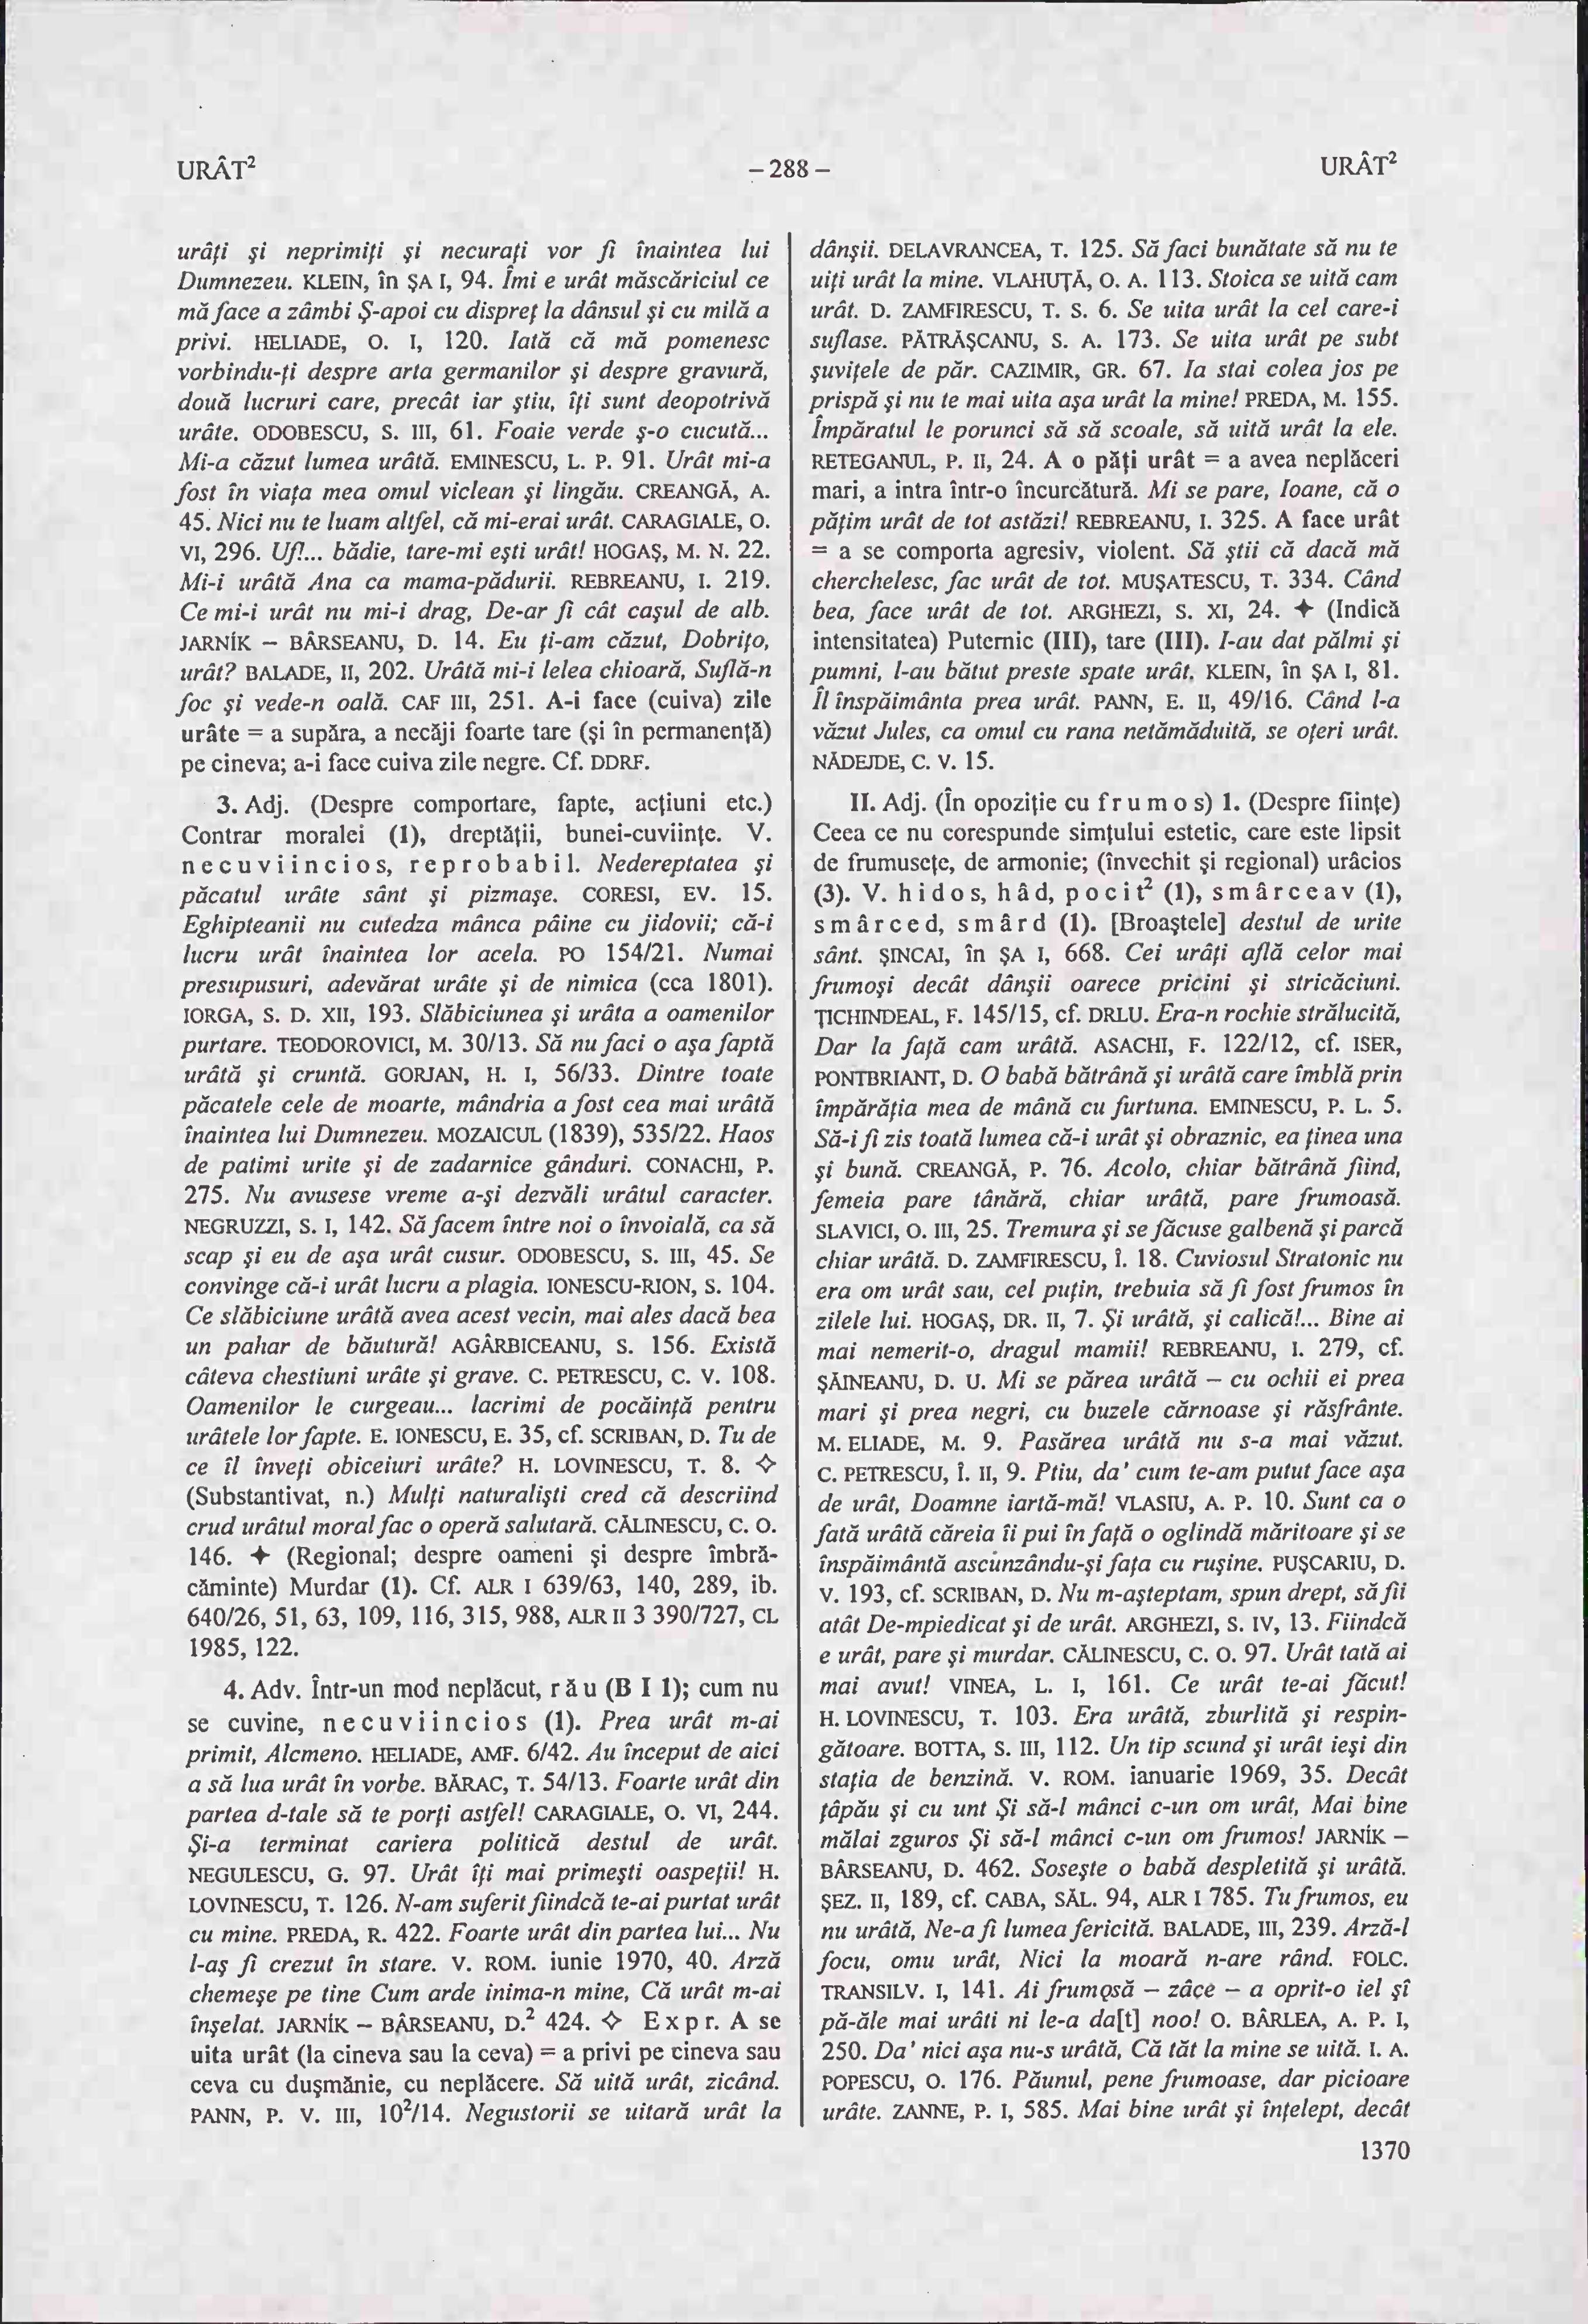 URÂT²
– 288 –
URÂT²
urâţi şi neprimiţi şi necuraţi vor fi înaintea lui
Dumnezeu. KLEIN, în ŞA I, 94. Îmi e urât măscăriciul ce
mă face a zâmbi Ş-apoi cu dispreţ la dânsul şi cu milă a
privi. HELIADE, O. I, 120. Iată că mă pomenesc
vorbindu-ţi despre arta germanilor şi despre gravură,
două lucruri care, precât iar ştiu, îţi sunt deopotrivă
urâte. ODOBESCU, S. III, 61. Foaie verde ş-o cucută...
Mi-a căzut lumea urâtă. EMINESCU, L. P. 91. Urât mi-a
fost în viaţa mea omul viclean şi lingău. CREANGĂ, A.
45. Nici nu te luam altfel, că mi-erai urât. CARAGIALE, O.
VI, 296. Uf!... bădie, tare-mi eşti urât! HOGAŞ, M. N. 22.
Mi-i urâtă Ana ca mama-pădurii. REBREANU, I. 219.
Ce mi-i urât nu mi-i drag, De-ar fi cât caşul de alb.
JARNÍK – BÂRSEANU, D. 14. Eu ţi-am căzut, Dobriţo,
urât? BALADE, II, 202. Urâtă mi-i lelea chioară, Suflă-n
foc şi vede-n oală. CAF III, 251. A-i face (cuiva) zile
urâte = a supăra, a necăji foarte tare (şi în permanenţă)
pe cineva; a-i face cuiva zile negre. Cf. DDRF.
3. Adj. (Despre comportare, fapte, acţiuni etc.)
Contrar moralei (1), dreptăţii, bunei-cuviinţe. V.
necuviincios, reprobabil. Nedereptatea şi
păcatul urâte sânt şi pizmaşe. CORESI, EV. 15.
Eghipteanii nu cutedza mânca pâine cu jidovii; că-i
lucru urât înaintea lor acela. PO 154/21. Numai
presupusuri, adevărat urâte şi de nimica (cca 1801).
IORGA, S. D. XII, 193. Slăbiciunea şi urâta a oamenilor
purtare. TEODOROVICI, M. 30/13. Să nu faci o aşa faptă
urâtă şi cruntă. GORJAN, H. I, 56/33. Dintre toate
păcatele cele de moarte, mândria a fost cea mai urâtă
înaintea lui Dumnezeu. MOZAICUL (1839), 535/22. Haos
de patimi urite şi de zadarnice gânduri. CONACHI, P.
275. Nu avusese vreme a-şi dezvăli urâtul caracter.
NEGRUZZI, S. I, 142. Să facem între noi o învoială, ca să
scap şi eu de aşa urât cusur. ODOBESCU, S. III, 45. Se
convinge că-i urât lucru a plagia. IONESCU-RION, S. 104.
Ce slăbiciune urâtă avea acest vecin, mai ales dacă bea
un pahar de băutură! AGÂRBICEANU, S. 156. Există
câteva chestiuni urâte şi grave. C. PETRESCU, C. V. 108.
Oamenilor le curgeau... lacrimi de pocăinţă pentru
urâtele lor fapte. E. IONESCU, E. 35, cf. SCRIBAN, D. Tu de
ce îl înveţi obiceiuri urâte? H. LOVINESCU, T. 8. ✧
(Substantivat, n.) Mulţi naturalişti cred că descriind
crud urâtul moral fac o operă salutară. CĂLINESCU, C. O.
146. ✦ (Regional; despre oameni şi despre îmbră-
căminte) Murdar (1). Cf. ALR I 639/63, 140, 289, ib.
640/26, 51, 63, 109, 116, 315, 988, ALR II 3 390/727, CL
1985, 122.
4. Adv. Într-un mod neplăcut, rău (B I 1); cum nu
se cuvine, necuviincios (1). Prea urât m-ai
primit, Alcmeno. HELIADE, AMF. 6/42. Au început de aici
a să lua urât în vorbe. BĂRAC, T. 54/13. Foarte urât din
partea d-tale să te porţi astfel! CARAGIALE, O. VI, 244.
Şi-a terminat cariera politică destul de urât.
NEGULESCU, G. 97. Urât îţi mai primeşti oaspeţii! H.
LOVINESCU, T. 126. N-am suferit fiindcă te-ai purtat urât
cu mine. PREDA, R. 422. Foarte urât din partea lui... Nu
l-aş fi crezut în stare. V. ROM. iunie 1970, 40. Arză
chemeşe pe tine Cum arde inima-n mine, Că urât m-ai
înşelat. JARNÍK – BÂRSEANU, D.² 424. ✧ Expr. A se
uita urât (la cineva sau la ceva) = a privi pe cineva sau
ceva cu duşmănie, cu neplăcere. Să uită urât, zicând.
PANN, P. V. III, 10²/14. Negustorii se uitară urât la
dânşii. DELAVRANCEA, T. 125. Să faci bunătate să nu te
uiţi urât la mine. VLAHUŢĂ, O. A. 113. Stoica se uită cam
urât. D. ZAMFIRESCU, T. S. 6. Se uita urât la cel care-i
suflase. PĂTRĂŞCANU, S. A. 173. Se uita urât pe subt
şuviţele de păr. CAZIMIR, GR. 67. Ia stai colea jos pe
prispă şi nu te mai uita aşa urât la mine! PREDA, M. 155.
Împăratul le porunci să să scoale, să uită urât la ele.
RETEGANUL, P. II, 24. A o păţi urât = a avea neplăceri
mari, a intra într-o încurcătură. Mi se pare, Ioane, că o
păţim urât de tot astăzi! REBREANU, I. 325. A face urât
= a se comporta agresiv, violent. Să ştii că dacă mă
cherchelesc, fac urât de tot. MUŞATESCU, T. 334. Când
bea, face urât de tot. ARGHEZI, S. XI, 24. ✦ (Indică
intensitatea) Puternic (III), tare (III). I-au dat pălmi şi
pumni, l-au bătut preste spate urât. KLEIN, în ŞA I, 81.
Îl înspăimânta prea urât. PANN, E. II, 49/16. Când l-a
văzut Jules, ca omul cu rana netămăduită, se oţeri urât.
NĂDEJDE, C. V. 15.
II. Adj. (În opoziţie cu frumos) 1. (Despre fiinţe)
Ceea ce nu corespunde simţului estetic, care este lipsit
de frumuseţe, de armonie; (învechit şi regional) urâcios
(3). V. hidos, hâd, pocit² (1), smârceav (1),
smârced, smârd (1). [Broaştele] destul de urite
sânt. ŞINCAI, în ŞA I, 668. Cei urâţi află celor mai
frumoşi decât dânşii oarece pricini şi stricăciuni.
ŢICHINDEAL, F. 145/15, cf. DRLU. Era-n rochie strălucită,
Dar la faţă cam urâtă. ASACHI, F. 122/12, cf. ISER,
PONTBRIANT, D. O babă bătrână şi urâtă care îmblă prin
împărăţia mea de mână cu furtuna. EMINESCU, P. L. 5.
Să-i fi zis toată lumea că-i urât şi obraznic, ea ţinea una
şi bună. CREANGĂ, P. 76. Acolo, chiar bătrână fiind,
femeia pare tânără, chiar urâtă, pare frumoasă.
SLAVICI, O. III, 25. Tremura şi se făcuse galbenă şi parcă
chiar urâtă. D. ZAMFIRESCU, Î. 18. Cuviosul Stratonic nu
era om urât sau, cel puţin, trebuia să fi fost frumos în
zilele lui. HOGAŞ, DR. II, 7. Şi urâtă, şi calică!... Bine ai
mai nemerit-o, dragul mamii! REBREANU, I. 279, cf.
ŞĂINEANU, D. U. Mi se părea urâtă – cu ochii ei prea
mari şi prea negri, cu buzele cărnoase şi răsfrânte.
M. ELIADE, M. 9. Pasărea urâtă nu s-a mai văzut.
C. PETRESCU, Î. II, 9. Ptiu, da' cum te-am putut face aşa
de urât, Doamne iartă-mă! VLASIU, A. P. 10. Sunt ca o
fată urâtă căreia îi pui în faţă o oglindă măritoare şi se
înspăimântă ascunzându-şi faţa cu ruşine. PUŞCARIU, D.
V. 193, cf. SCRIBAN, D. Nu m-aşteptam, spun drept, să fii
atât De-mpiedicat şi de urât. ARGHEZI, S. IV, 13. Fiindcă
e urât, pare şi murdar. CĂLINESCU, C. O. 97. Urât tată ai
mai avut! VINEA, L. I, 161. Ce urât te-ai făcut!
H. LOVINESCU, T. 103. Era urâtă, zburlită şi respin-
gătoare. BOTTA, S. III, 112. Un tip scund şi urât ieşi din
staţia de benzină. V. ROM. ianuarie 1969, 35. Decât
ţâpău şi cu unt Şi să-l mânci c-un om urât, Mai bine
mălai zguros Şi să-l mânci c-un om frumos! JARNÍK –
BÂRSEANU, D. 462. Soseşte o babă despletită şi urâtă.
ŞEZ. II, 189, cf. CABA, SĂL. 94, ALR I 785. Tu frumos, eu
nu urâtă, Ne-a fi lumea fericită. BALADE, III, 239. Arză-l
focu, omu urât, Nici la moară n-are rând. FOLC.
TRANSILV. I, 141. Ai frumǫsă – zâce – a oprit-o iel şî
pă-ăle mai urâti ni le-a da[t] noo! O. BÂRLEA, A. P. I,
250. Da' nici aşa nu-s urâtă, Că tăt la mine se uită. I. A.
POPESCU, O. 176. Păunul, pene frumoase, dar picioare
urâte. ZANNE, P. I, 585. Mai bine urât şi înţelept, decât
1370